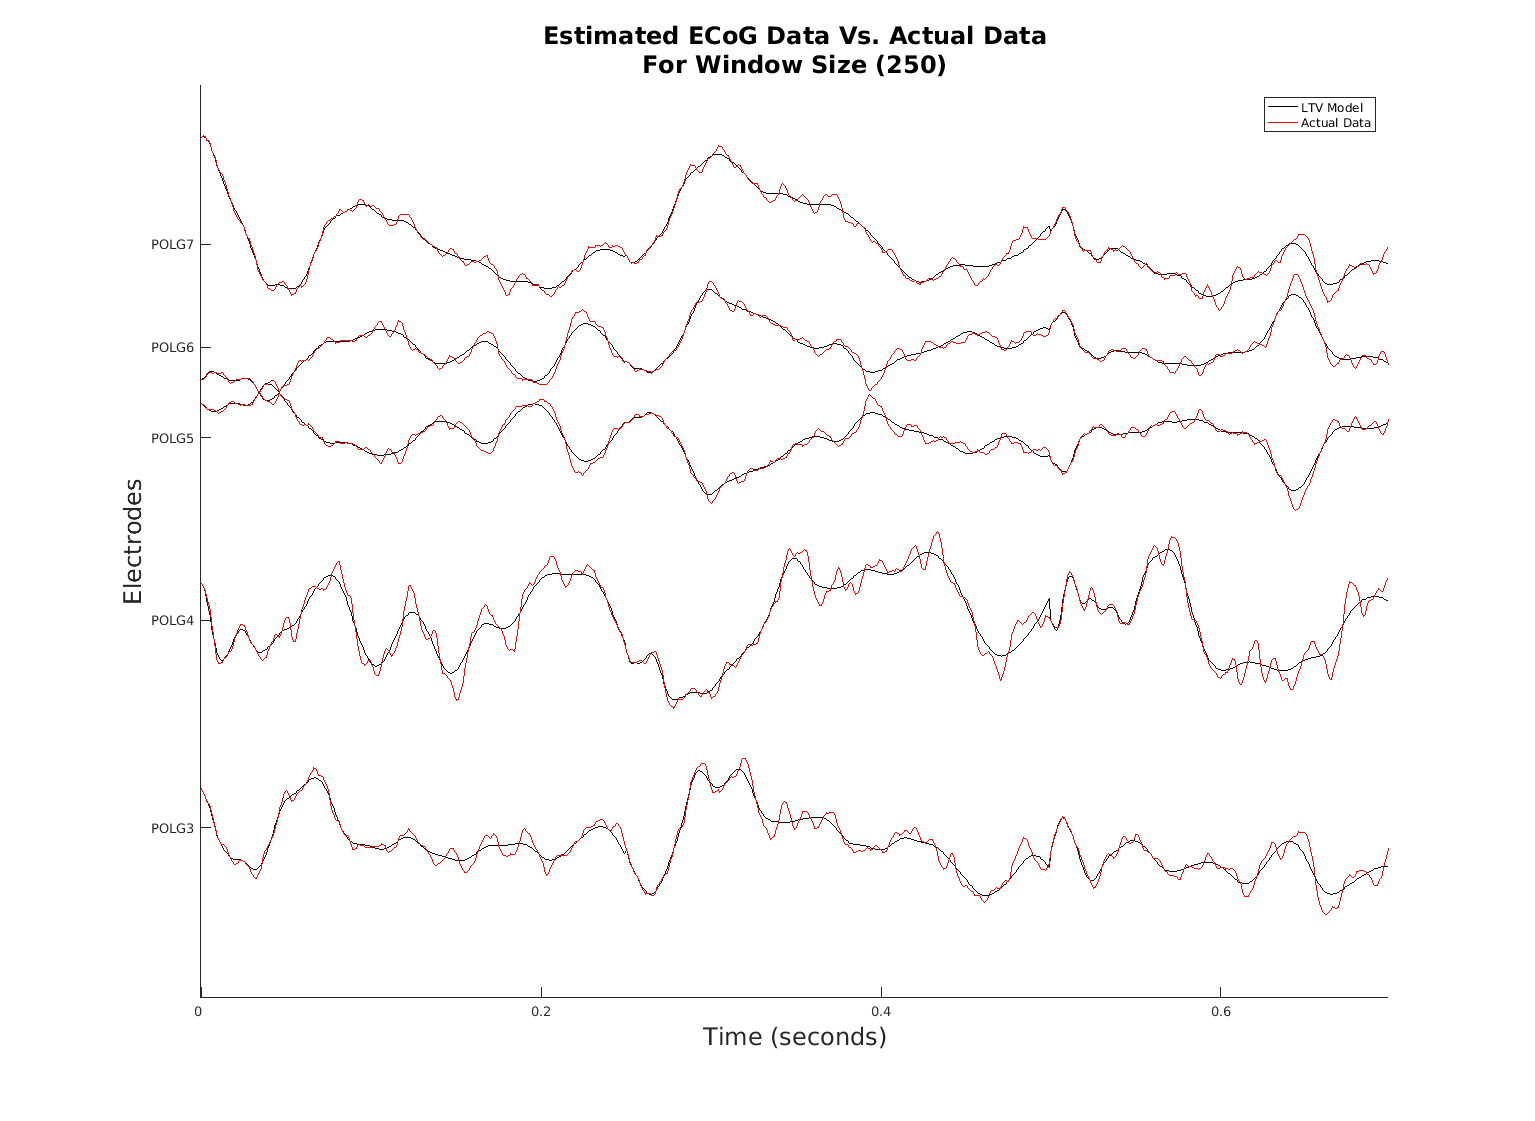 Estimated ECoG Data Vs. Actual Data
For Window Size (250)
LTV Model
Actual Data
POLG7
POLG6
POLG5
POLG4
POLG3
Electrodes
0
0.2
0.4
0.6
Time (seconds)